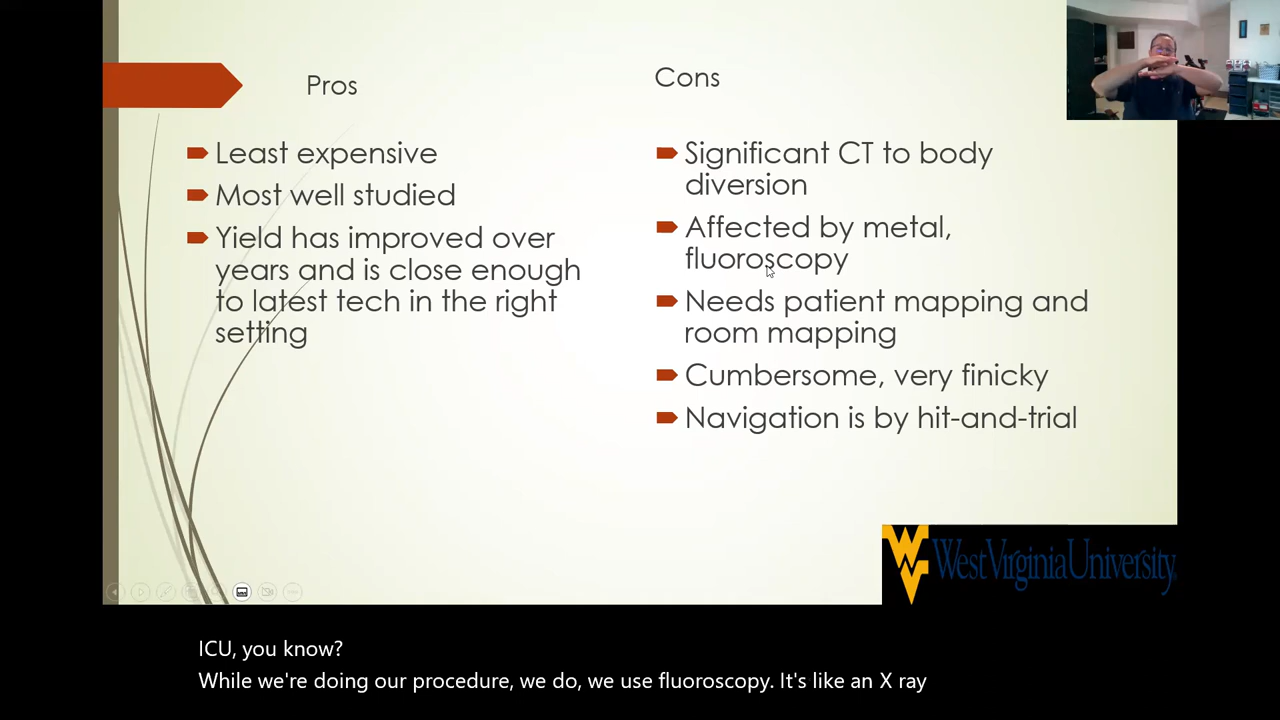 Pros
Least expensive
Most well studied
Yield has improved over
years and is close enough
to latest tech in the right
setting
Cons
Significant CT to body
diversion
Affected by metal,
fluoroscopy
Needs patient mapping and
room mapping
Cumbersome, very finicky
Navigation is by hit-and-trial
WestVirginiaUniversity
ICU, you know?
While we're doing our procedure, we do, we use fluoroscopy. It's like an X ray